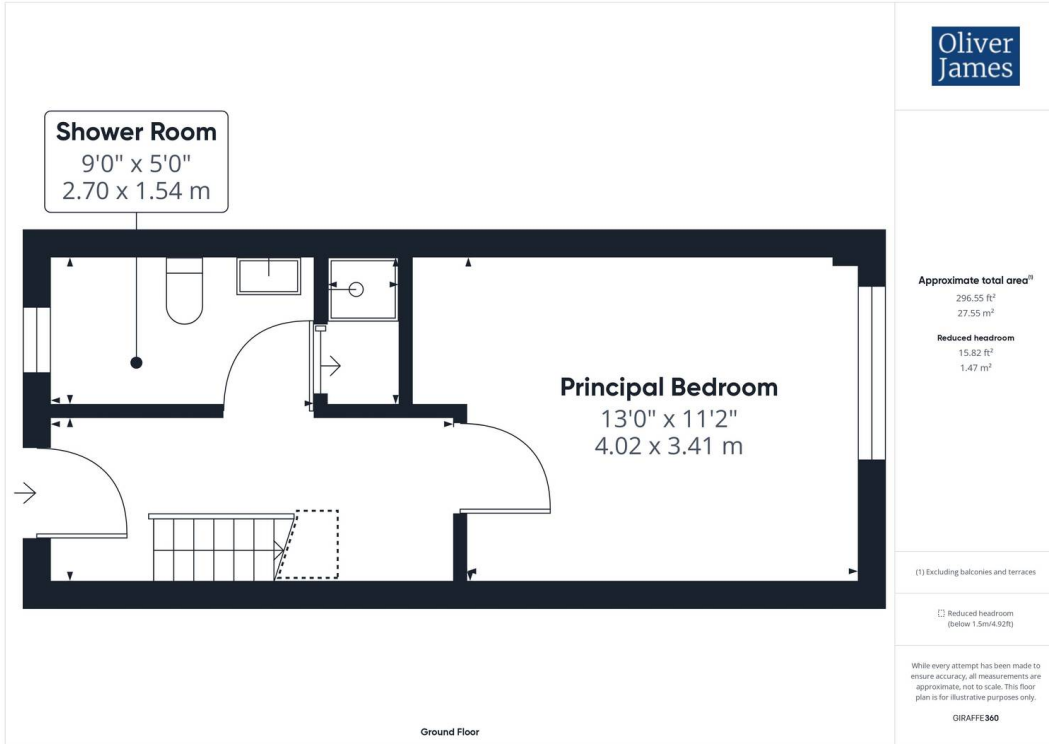 Oliver
James
Shower Room
9'0" x 5'0"
2.70 x 1.54 m
Principal Bedroom
13'0" x 11'2"
4.02 x 3.41 m
Ground Floor
Approximate total area⁽¹⁾
296.55 ft²
27.55 m²
Reduced headroom
15.82 ft²
1.47 m²
(1) Excluding balconies and terraces
Reduced headroom
(below 1.5m/4.92ft)
While every attempt has been made to
ensure accuracy, all measurements are
approximate, not to scale. This floor
plan is for illustrative purposes only.
GIRAFFE360